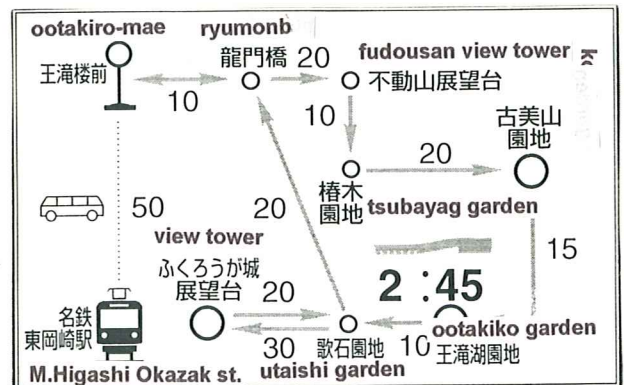 ootakiro-mae
ryumonb
王滝楼前
龍門橋
20
fudousan view tower
不動山展望台
10
10
古美山
園地
20
椿木
園地
tsubayag garden
50
20
view tower
15
ふくろうが城
展望台
20
2:45
名鉄
東岡崎駅
30
歌石園地
10
ootakiko garden
王滝湖園地
M.Higashi Okazak st.
utaishi garden